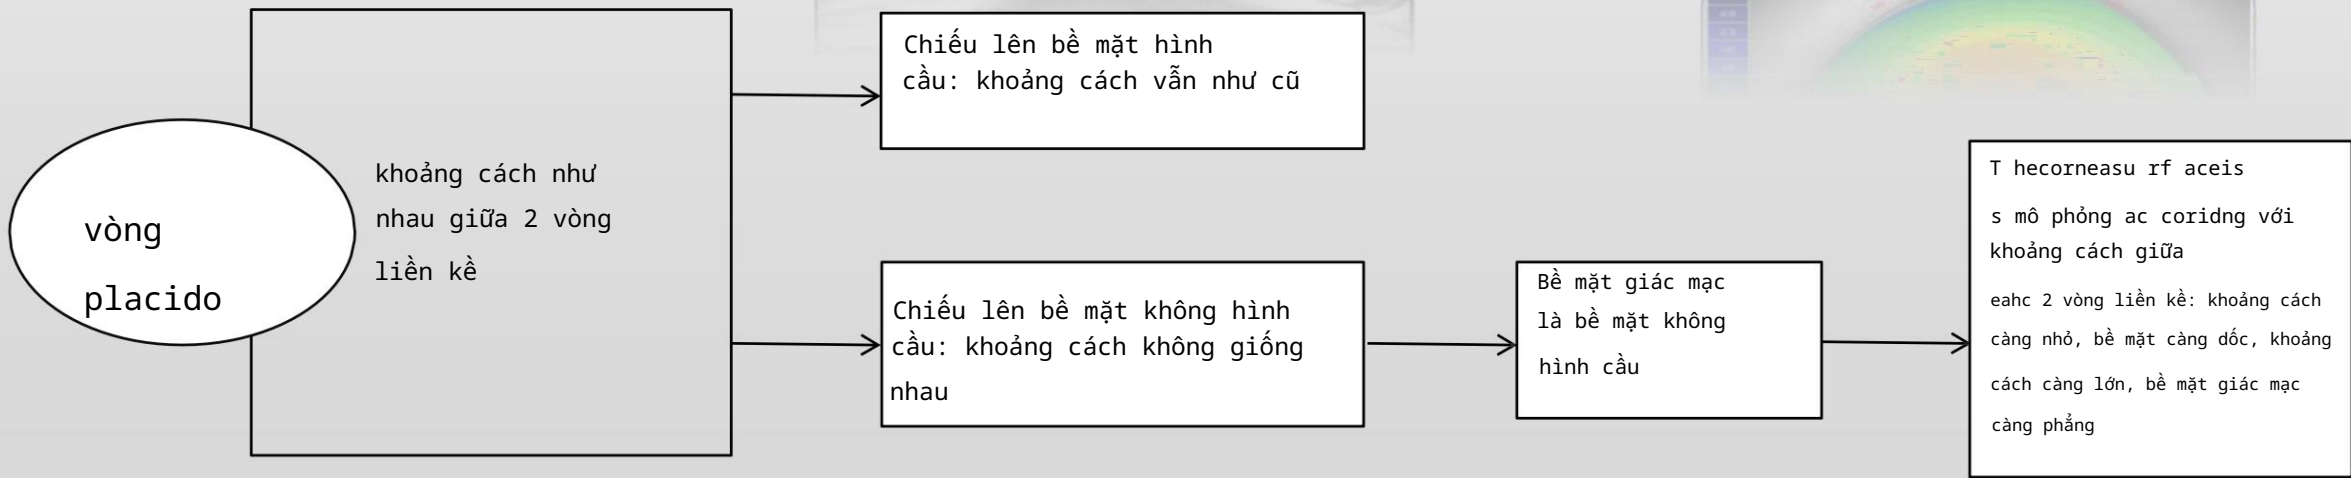 vòng
placido
khoảng cách như
nhau giữa 2 vòng
liền kề
Chiếu lên bề mặt hình
cầu: khoảng cách vẫn như cũ
Chiếu lên bề mặt không hình
cầu: khoảng cách không giống
nhau
Bề mặt giác mạc
là bề mặt không
hình cầu
T hecorneasu rf aceis
s mô phỏng ac coridng với
khoảng cách giữa
eahc 2 vòng liền kề: khoảng cách
càng nhỏ, bề mặt càng dốc, khoảng
cách càng lớn, bề mặt giác mạc
càng phẳng